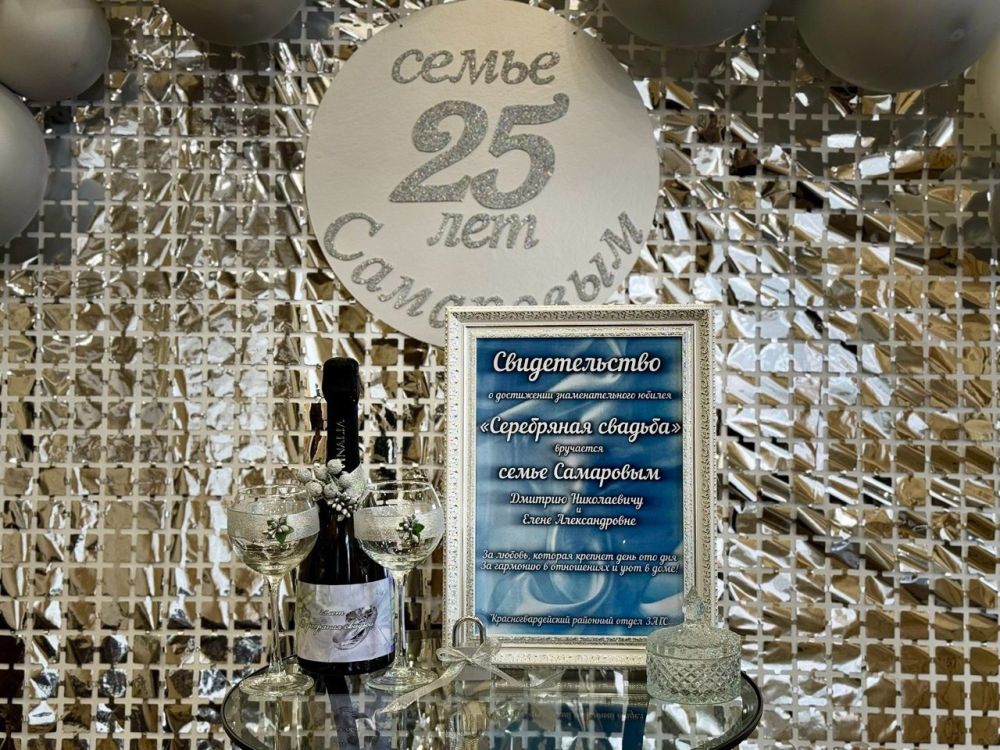 семье
25
лет
Самаровым
Свидетельство
о достижении знаменательного юбилея
«Серебряная свадьба»
вручается
семье Самаровым
Дмитрию Николаевичу
и
Елене Александровне
За любовь, которая крепнет день ото дня
За гармонию в отношениях и уют в доме!
Красногвардейский районный отдел ЗАГС